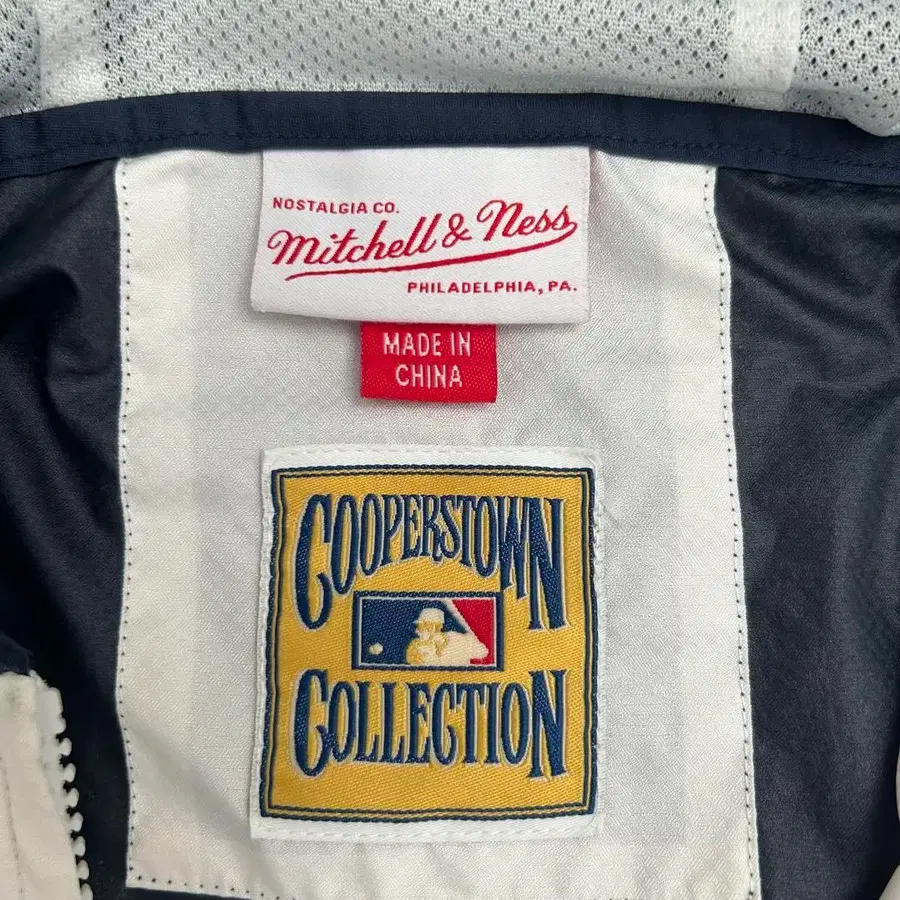 NOSTALGIA CO.
Mitchell & Ness
PHILADELPHIA, PA.
MADE IN
CHINA
COOPERSTOWN
COLLECTION